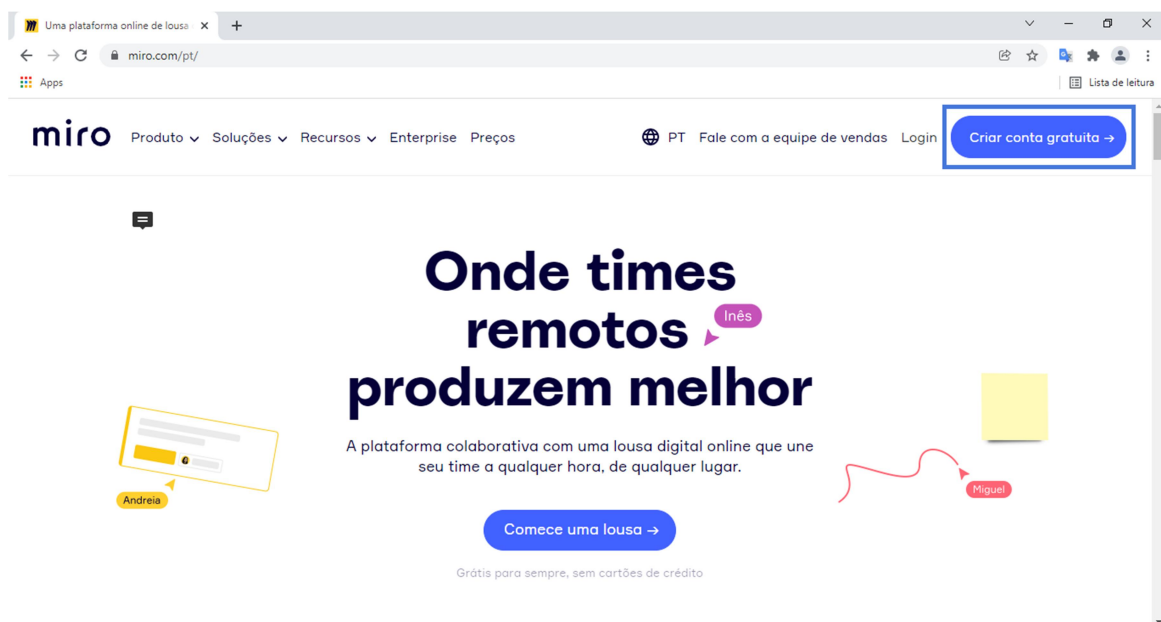 Uma plataforma online de lousa
miro.com/pt/
Apps
Lista de leitura
miro
Produto Soluções Recursos Enterprise Preços PT Fale com a equipe de vendas Login Criar conta gratuita →
Onde times
remotos
Inês
produzem melhor
A plataforma colaborativa com uma lousa digital online que une
seu time a qualquer hora, de qualquer lugar.
Andreia
Miguel
Comece uma lousa →
Grátis para sempre, sem cartões de crédito